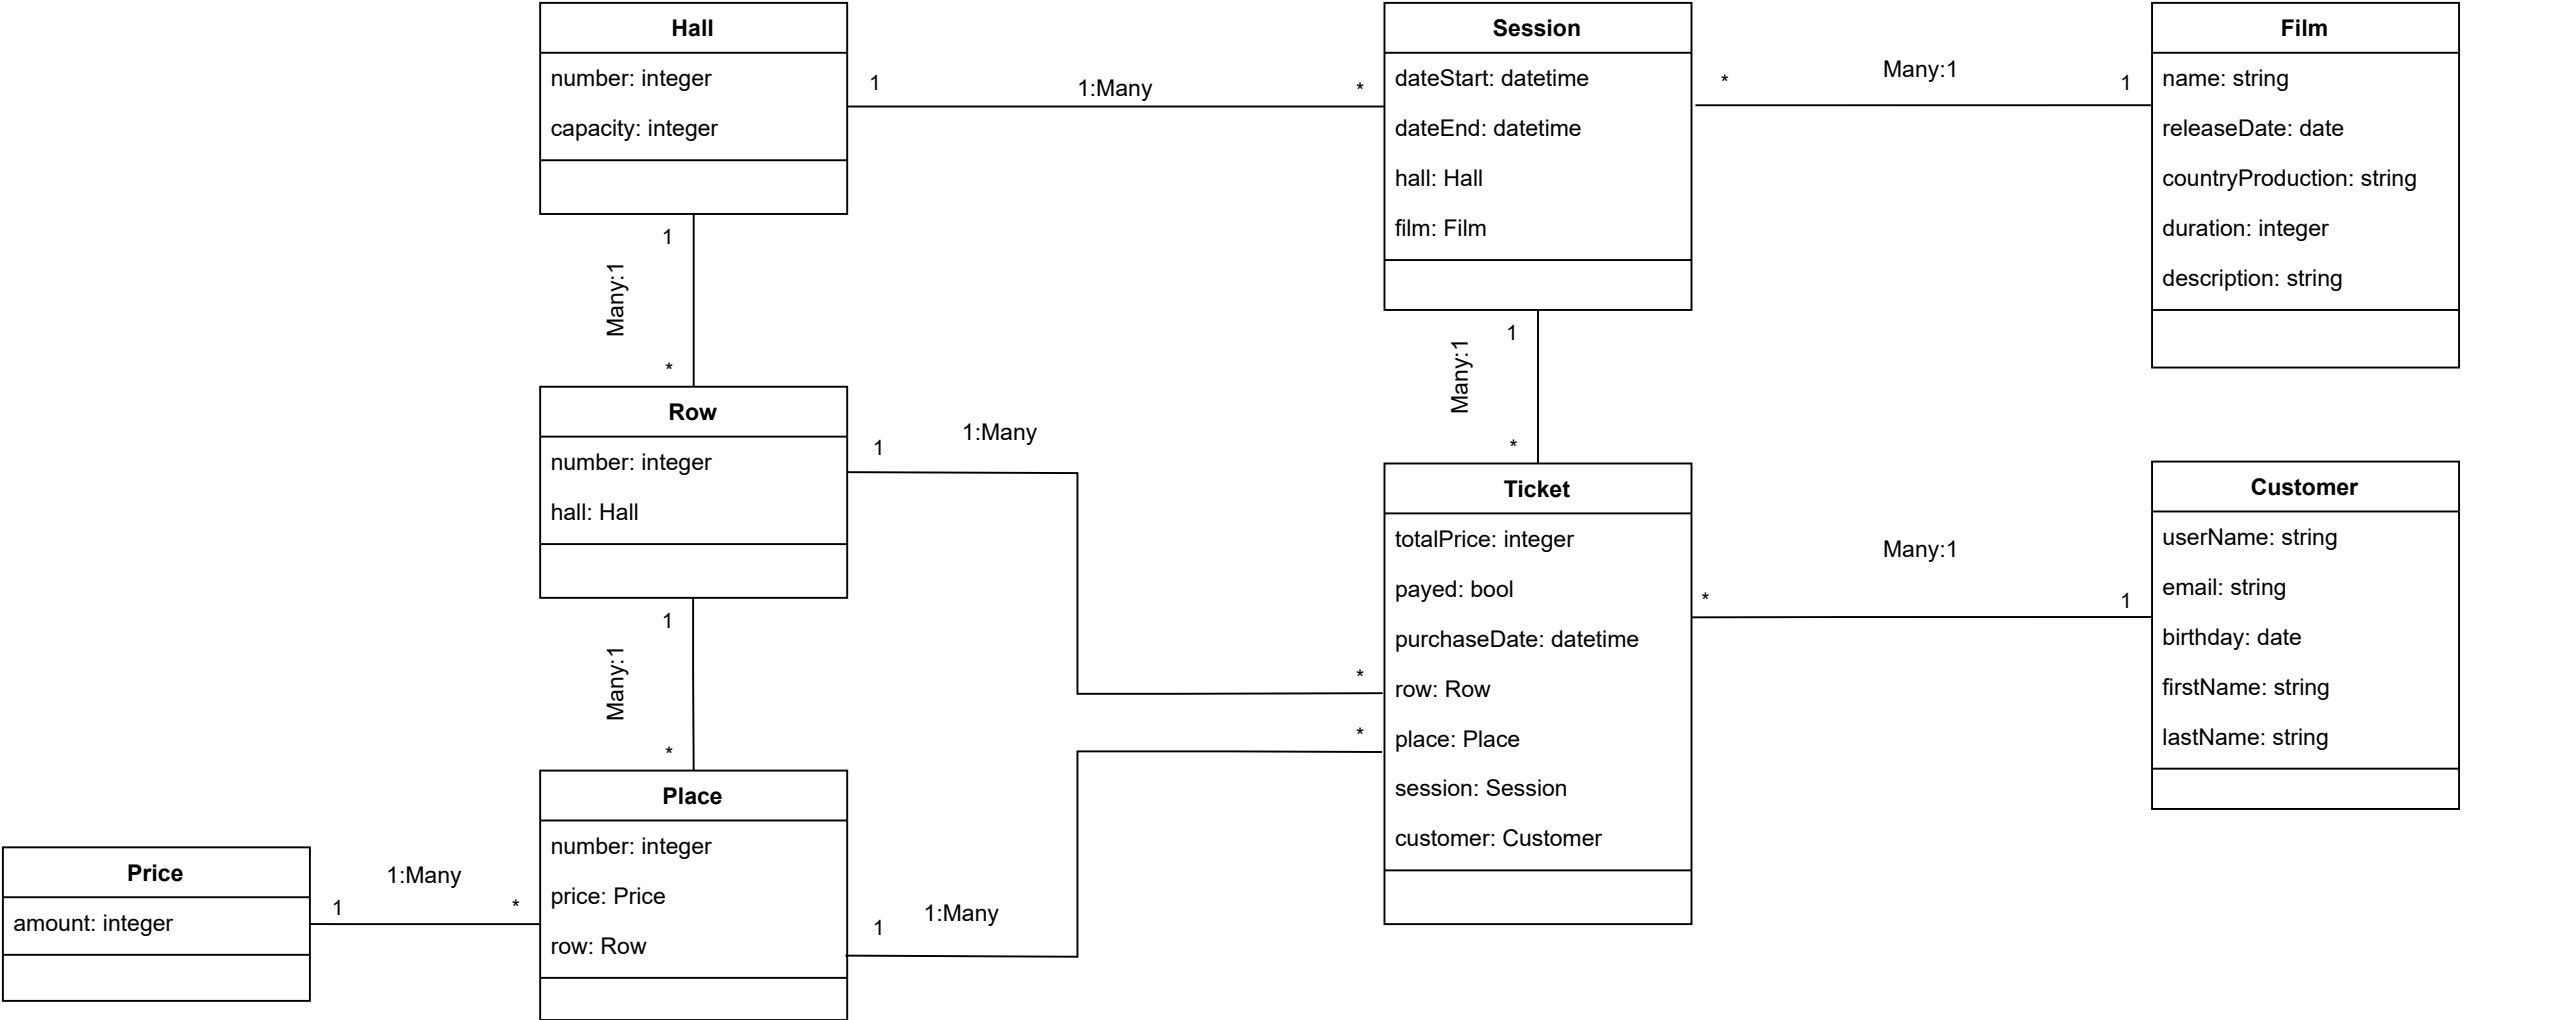 Hall
number: integer
capacity: integer
1
1:Many
*
Session
dateStart: datetime
dateEnd: datetime
hall: Hall
film: Film
*
Many:1
1
Film
name: string
releaseDate: date
countryProduction: string
duration: integer
description: string
1
Many:1
*
Row
number: integer
hall: Hall
1
1:Many
*
1
Many:1
*
Ticket
totalPrice: integer
payed: bool
purchaseDate: datetime
row: Row
place: Place
session: Session
customer: Customer
*
Many:1
1
Customer
userName: string
email: string
birthday: date
firstName: string
lastName: string
1
Many:1
*
Place
number: integer
price: Price
row: Row
1
1:Many
*
Price
amount: integer
1
1:Many
*